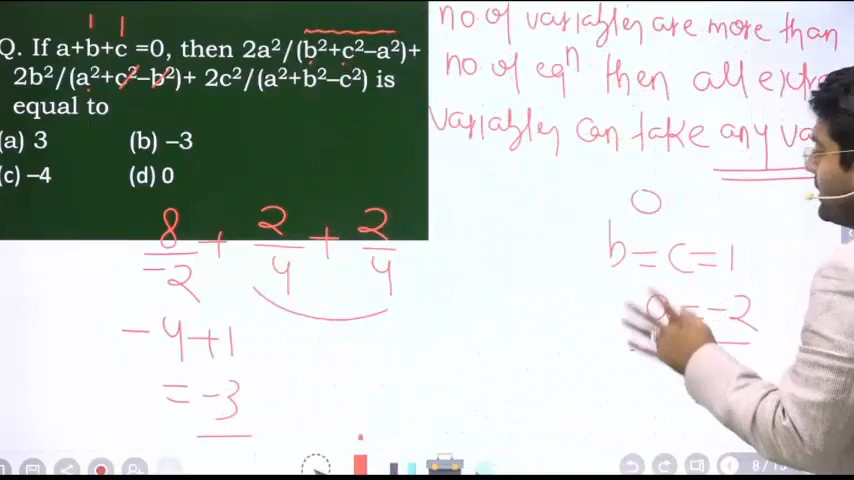 no of variables are more than
no of eqn then all extra
variables can take any va
Q. If a+b+c =0, then 2a²/(b²+c²–a²)+
2b²/(a²+c²–b²)+ 2c²/(a²+b²–c²) is
equal to
(a) 3 (b) –3
(c) –4 (d) 0
0
8/-2 + 2/4 + 2/4
b = c = 1
-4+1
a = -2
= -3
8/1